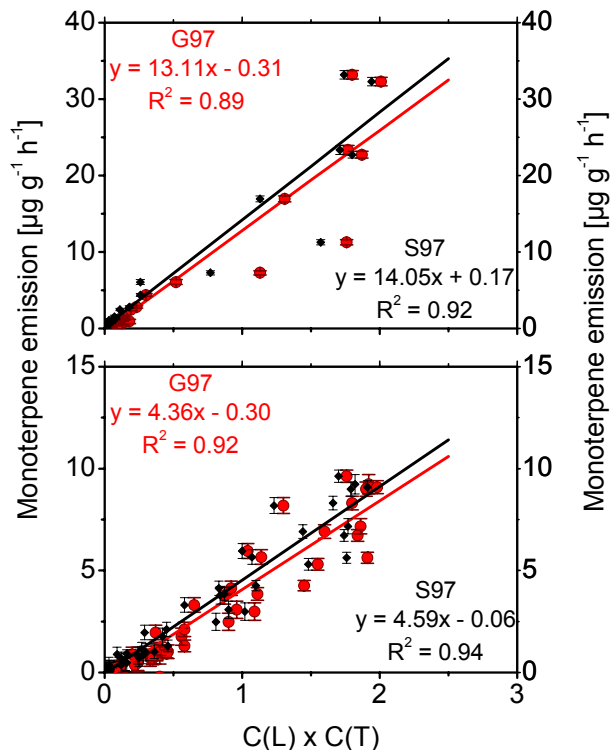 40
30
20
10
0
Monoterpene emission [µg g⁻¹ h⁻¹]
G97
y = 13.11x - 0.31
R² = 0.89
S97
y = 14.05x + 0.17
R² = 0.92
40
30
20
10
0
Monoterpene emission [µg g⁻¹ h⁻¹]
15
10
5
0
G97
y = 4.36x - 0.30
R² = 0.92
S97
y = 4.59x - 0.06
R² = 0.94
15
10
5
0
0 1 2 3
C(L) x C(T)